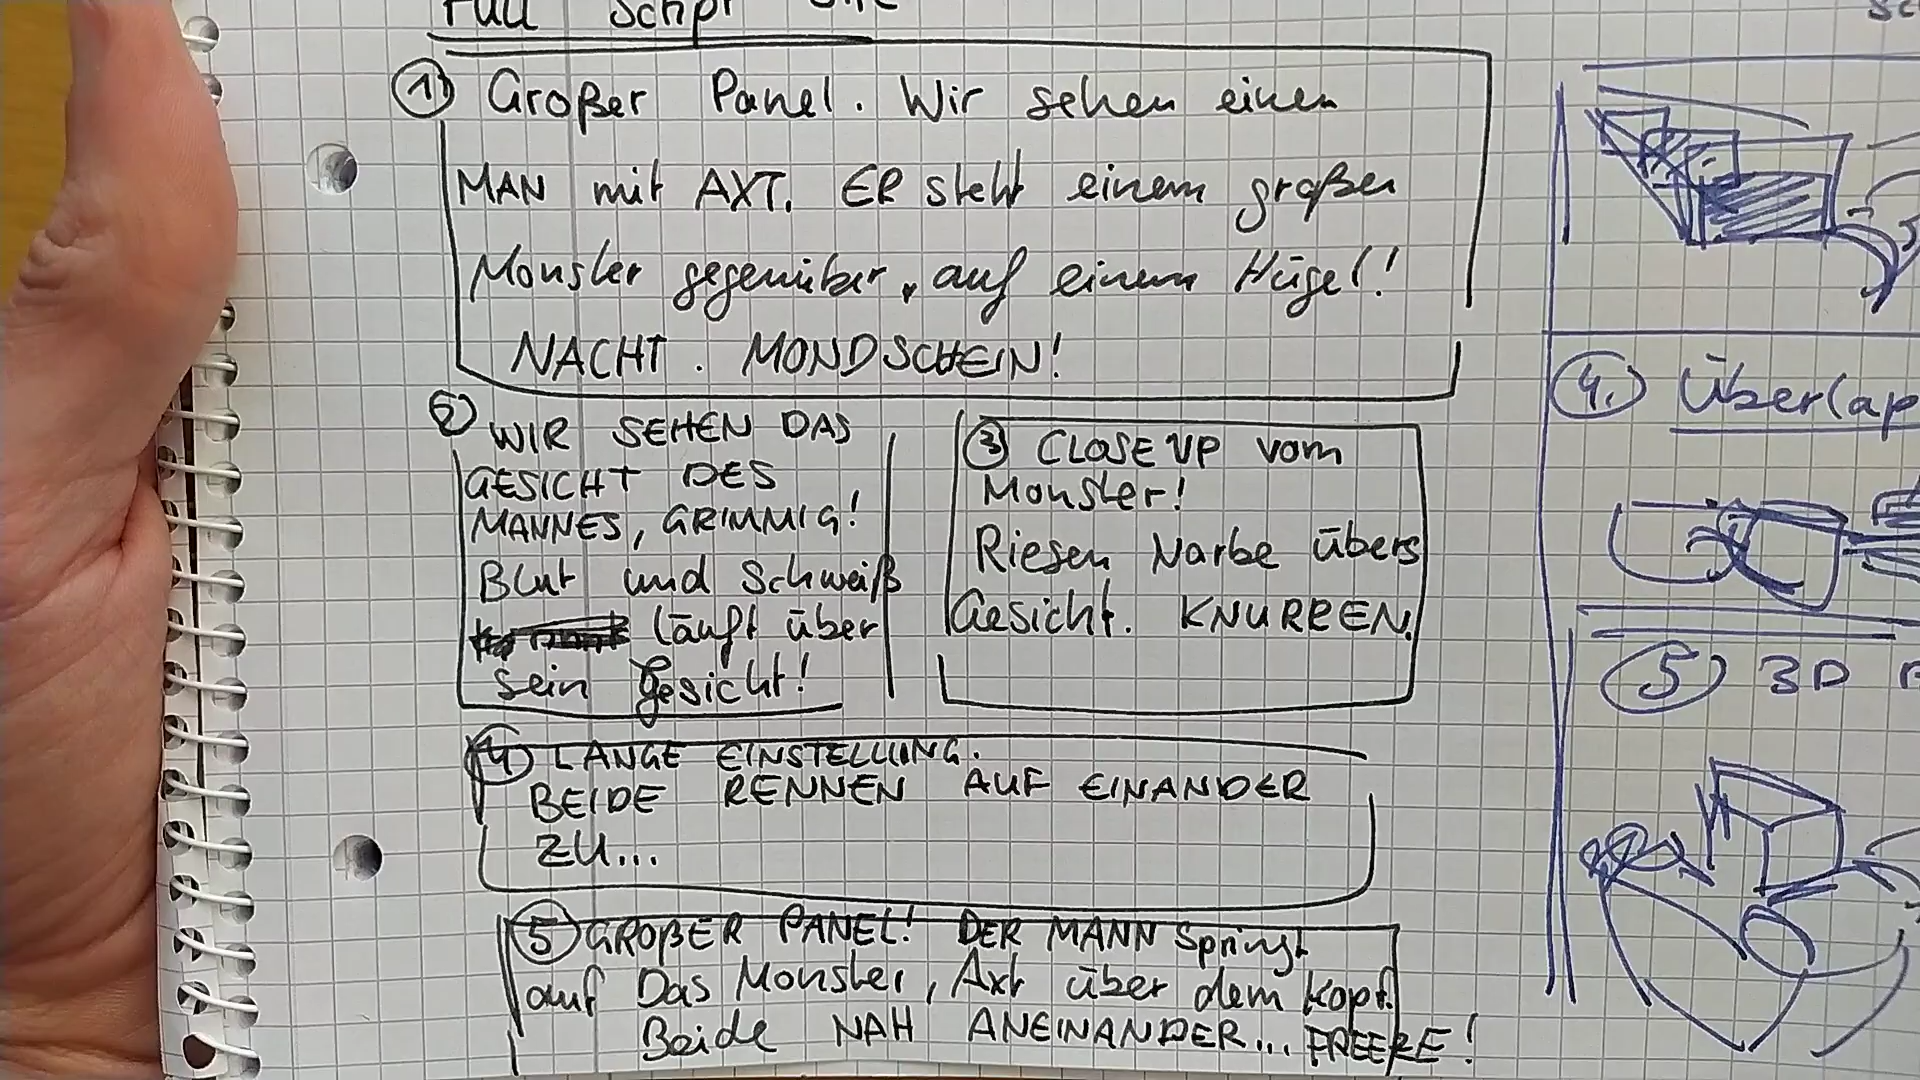 Full Script
① Großer Panel. Wir sehen einen
MAN mit AXT. ER steht einem großen
Monster gegenüber, auf einem Hügel!
NACHT. MONDSCHEIN!
② WIR SEHEN DAS
GESICHT DES
MANNES, GRIMMIG!
Blut und Schweiß
läuft über
sein Gesicht!
③ CLOSE UP vom
Monster!
Riesen Narbe übers
Gesicht. KNURREN.
④ LANGE EINSTELLUNG.
BEIDE RENNEN AUF EINANDER
ZU...
⑤ GROßER PANEL! DER MANN springt
auf Das Monster, Axt über dem Kopf.
Beide NAH ANEINANDER...
4. Überlap
5 3D